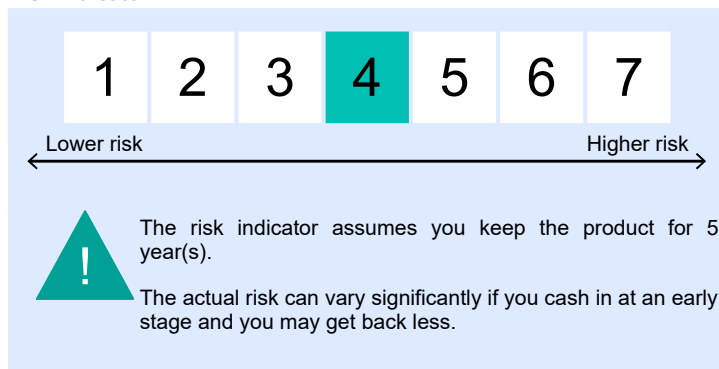 1 2 3 4 5 6 7
Lower risk Higher risk
!
The risk indicator assumes you keep the product for 5
year(s).
The actual risk can vary significantly if you cash in at an early
stage and you may get back less.